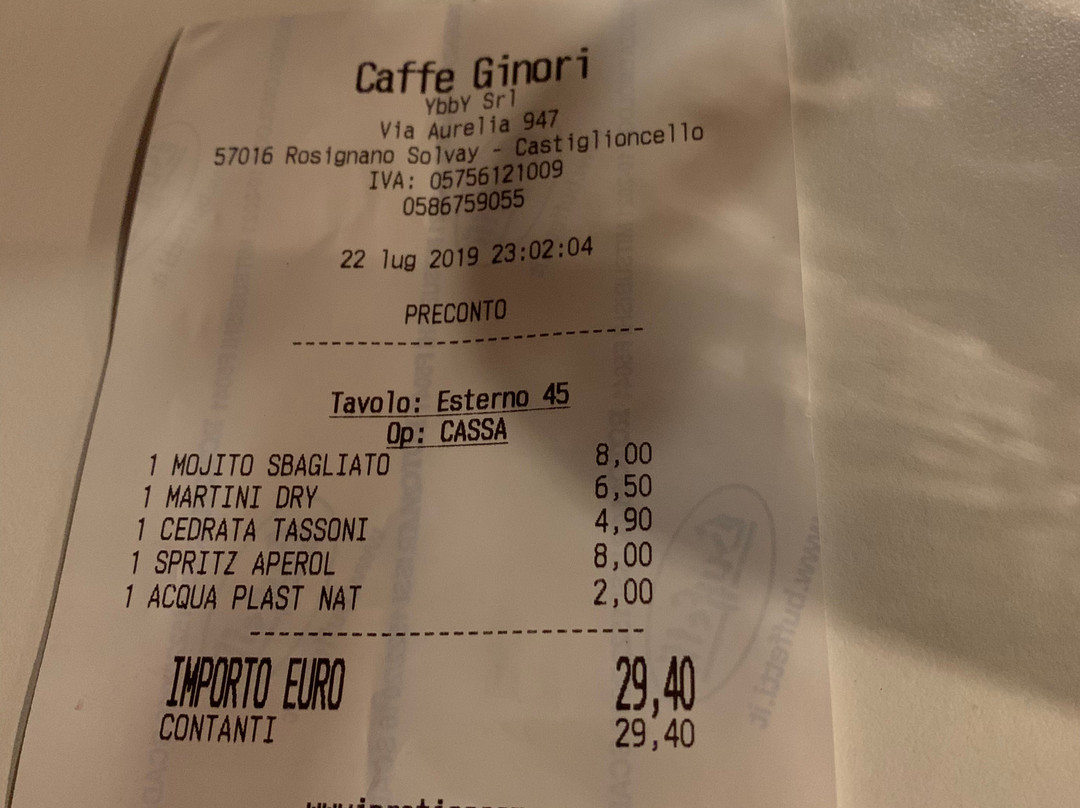 Caffe Ginori
YbbY Srl
Via Aurelia 947
57016 Rosignano Solvay - Castiglioncello
IVA: 05756121009
0586759055
22 lug 2019 23:02:04
PRECONTO
Tavolo: Esterno 45
Op: CASSA
1 MOJITO SBAGLIATO 8,00
1 MARTINI DRY 6,50
1 CEDRATA TASSONI 4,90
1 SPRITZ APEROL 8,00
1 ACQUA PLAST NAT 2,00
IMPORTO EURO 29,40
CONTANTI 29,40
www.buffetti.it